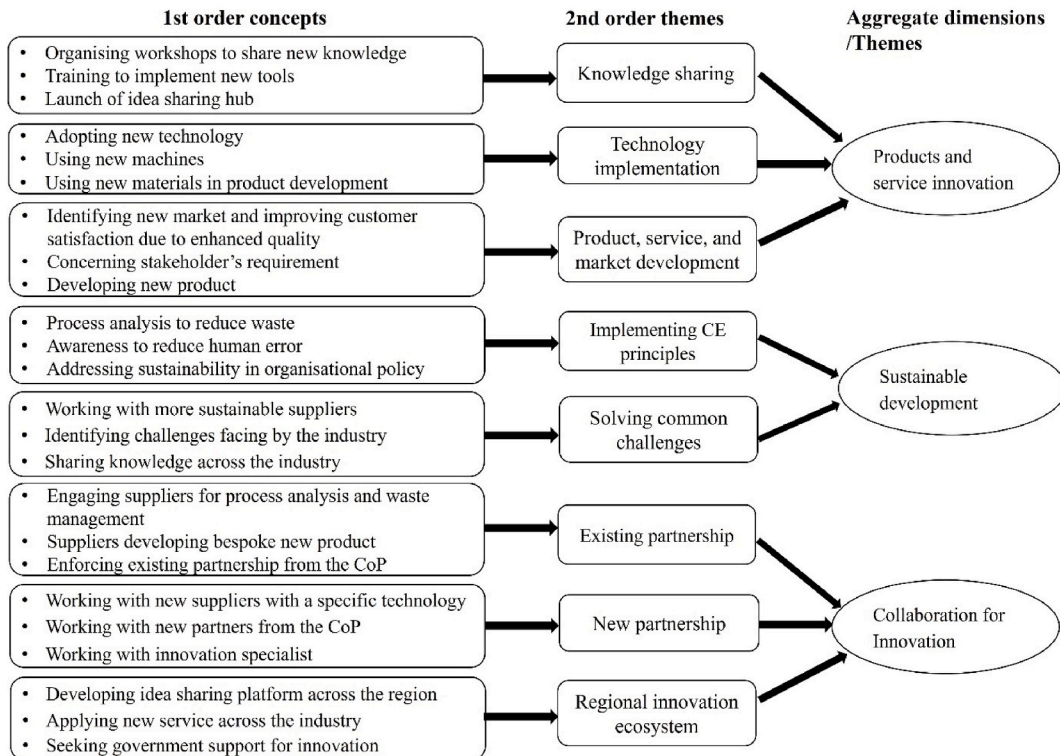 1st order concepts
2nd order themes
Aggregate dimensions
/Themes
• Organising workshops to share new knowledge
• Training to implement new tools
• Launch of idea sharing hub
Knowledge sharing
• Adopting new technology
• Using new machines
• Using new materials in product development
Technology
implementation
• Identifying new market and improving customer
satisfaction due to enhanced quality
• Concerning stakeholder's requirement
• Developing new product
Product, service, and
market development
Products and
service innovation
• Process analysis to reduce waste
• Awareness to reduce human error
• Addressing sustainability in organisational policy
Implementing CE
principles
• Working with more sustainable suppliers
• Identifying challenges facing by the industry
• Sharing knowledge across the industry
Solving common
challenges
Sustainable
development
• Engaging suppliers for process analysis and waste
management
• Suppliers developing bespoke new product
• Enforcing existing partnership from the CoP
Existing partnership
• Working with new suppliers with a specific technology
• Working with new partners from the CoP
• Working with innovation specialist
New partnership
• Developing idea sharing platform across the region
• Applying new service across the industry
• Seeking government support for innovation
Regional innovation
ecosystem
Collaboration for
Innovation